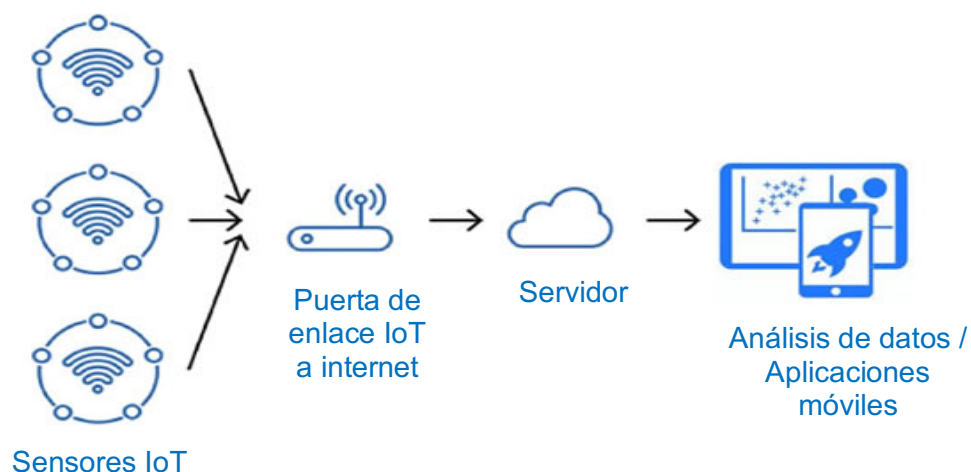 Puerta de
enlace IoT
a internet
Servidor
Análisis de datos /
Aplicaciones
móviles
Sensores IoT